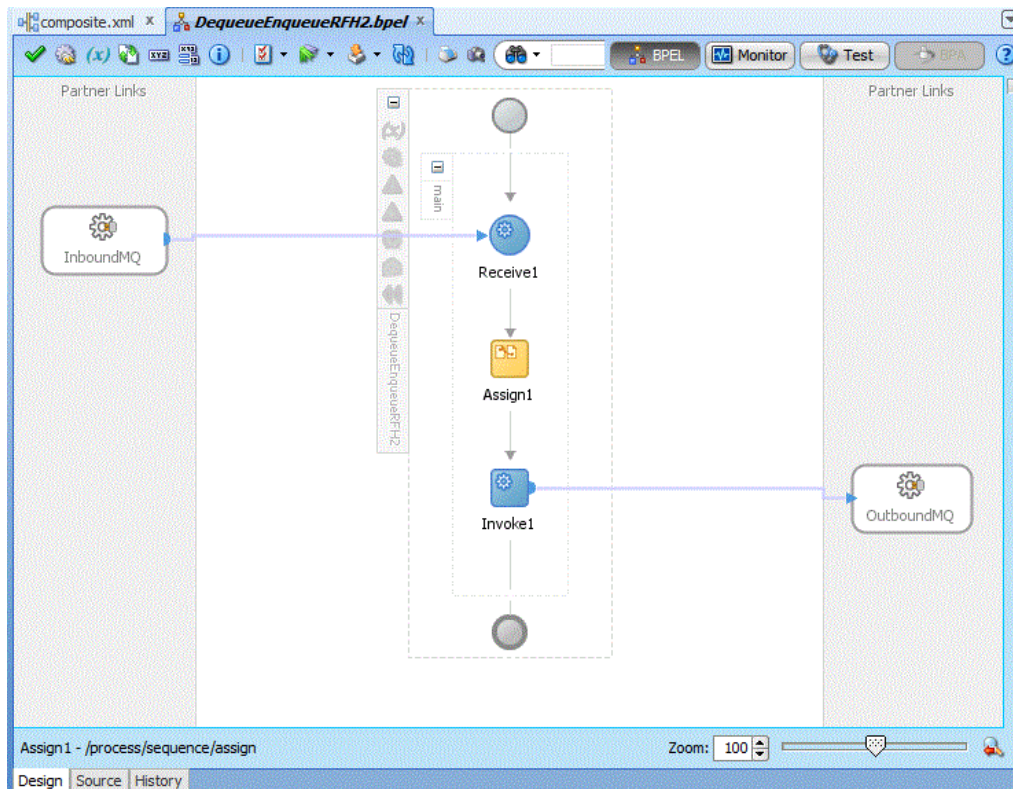 composite.xml x DequeueEnqueueRFH2.bpel x
(x) xyz BPEL Monitor Test BPA
Partner Links Partner Links
(x)
main
InboundMQ
Receive1
DequeueEnqueueRFH2
Assign1
Invoke1
OutboundMQ
Assign1 - /process/sequence/assign Zoom: 100
Design Source History